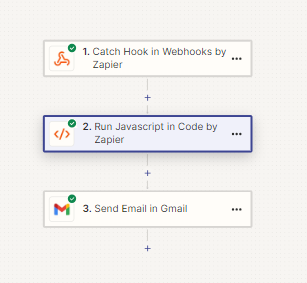 1. Catch Hook in Webhooks by
Zapier
2. Run Javascript in Code by
Zapier
3. Send Email in Gmail